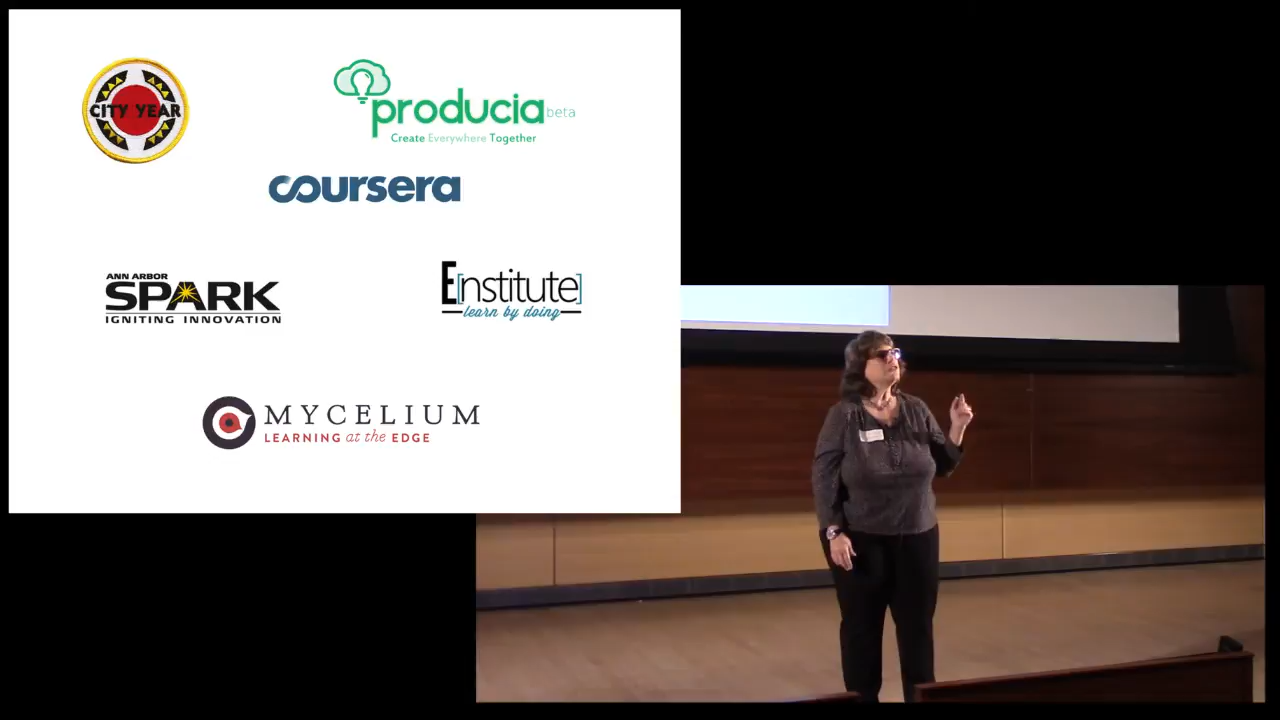 CITY YEAR
producia beta
Create Everywhere Together
coursera
ANN ARBOR
SPARK
IGNITING INNOVATION
E[nstitute]
learn by doing
MYCELIUM
LEARNING at the EDGE